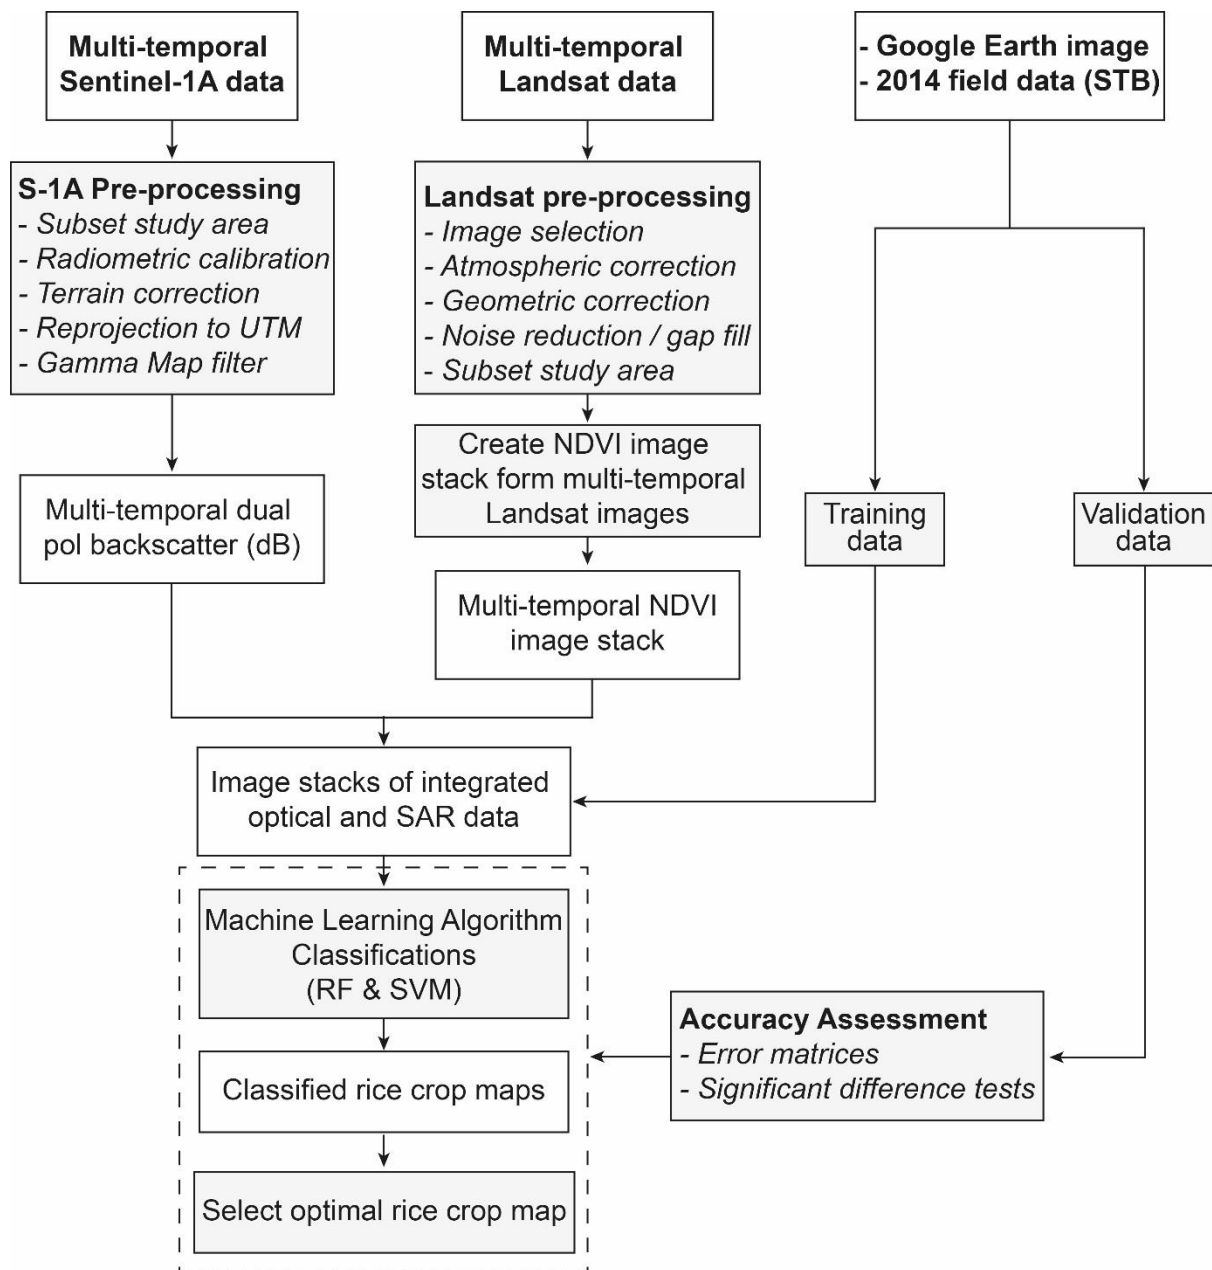 Multi-temporal
Sentinel-1A data
Multi-temporal
Landsat data
- Google Earth image
- 2014 field data (STB)
S-1A Pre-processing
- Subset study area
- Radiometric calibration
- Terrain correction
- Reprojection to UTM
- Gamma Map filter
Landsat pre-processing
- Image selection
- Atmospheric correction
- Geometric correction
- Noise reduction / gap fill
- Subset study area
Create NDVI image
stack form multi-temporal
Landsat images
Multi-temporal dual
pol backscatter (dB)
Training
data
Validation
data
Multi-temporal NDVI
image stack
Image stacks of integrated
optical and SAR data
Machine Learning Algorithm
Classifications
(RF & SVM)
Accuracy Assessment
- Error matrices
- Significant difference tests
Classified rice crop maps
Select optimal rice crop map